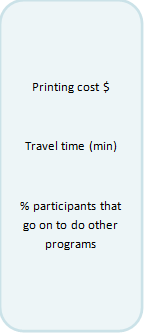 Printing cost $
Travel time (min)
% participants that
go on to do other
programs